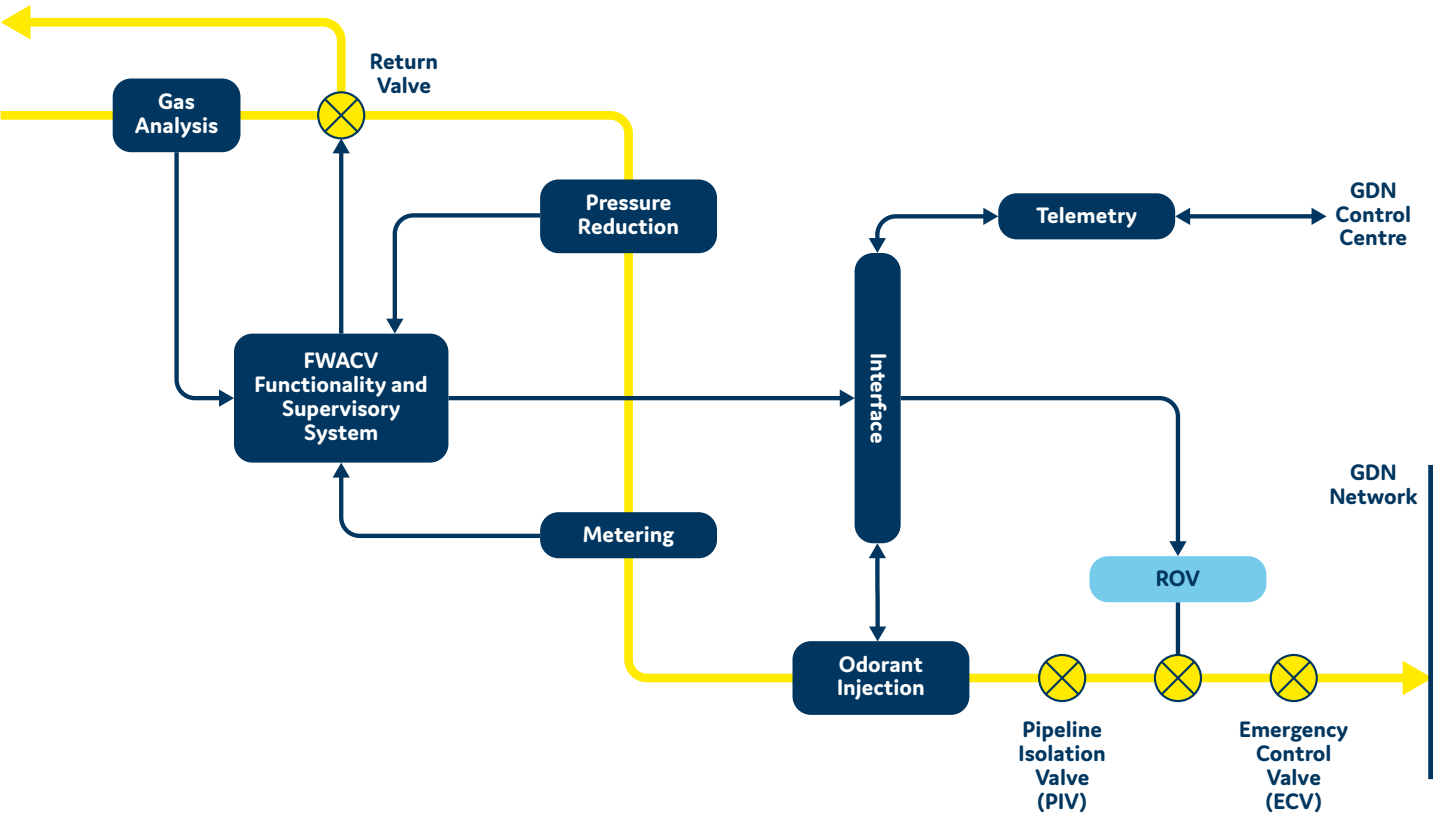 Return
Valve
Gas
Analysis
Pressure
Reduction
Telemetry
GDN
Control
Centre
FWACV
Functionality and
Supervisory
System
Interface
GDN
Network
Metering
ROV
Odorant
Injection
Pipeline
Isolation
Valve
(PIV)
Emergency
Control
Valve
(ECV)